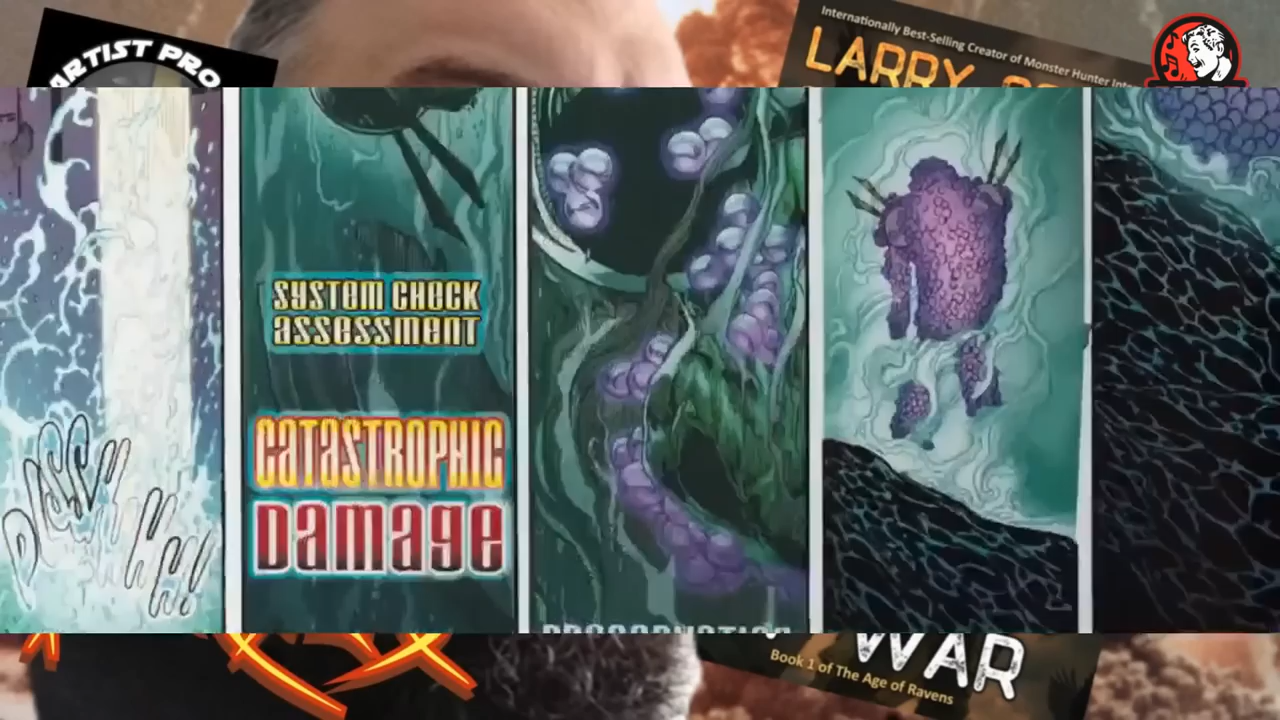 ARTIST PRO
Internationally Best-Selling Creator of Monster Hunter Inte
LARRY
SYSTEM CHECK
ASSESSMENT
CATASTROPHIC
DAMAGE
WAR
Book 1 of The Age of Ravens